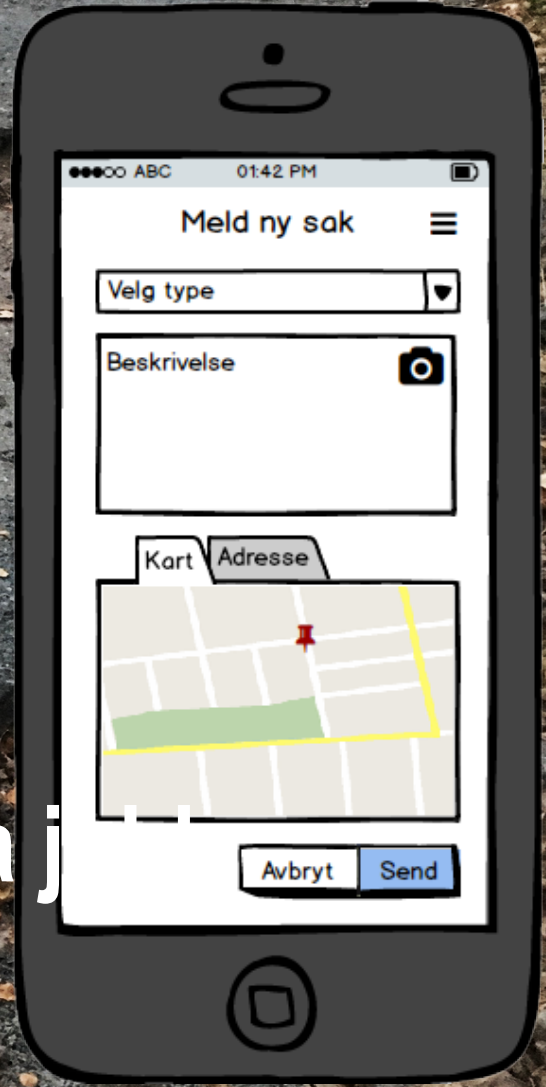 ABC 01:42 PM
Meld ny sak
Velg type
Beskrivelse
Kart Adresse
Avbryt Send